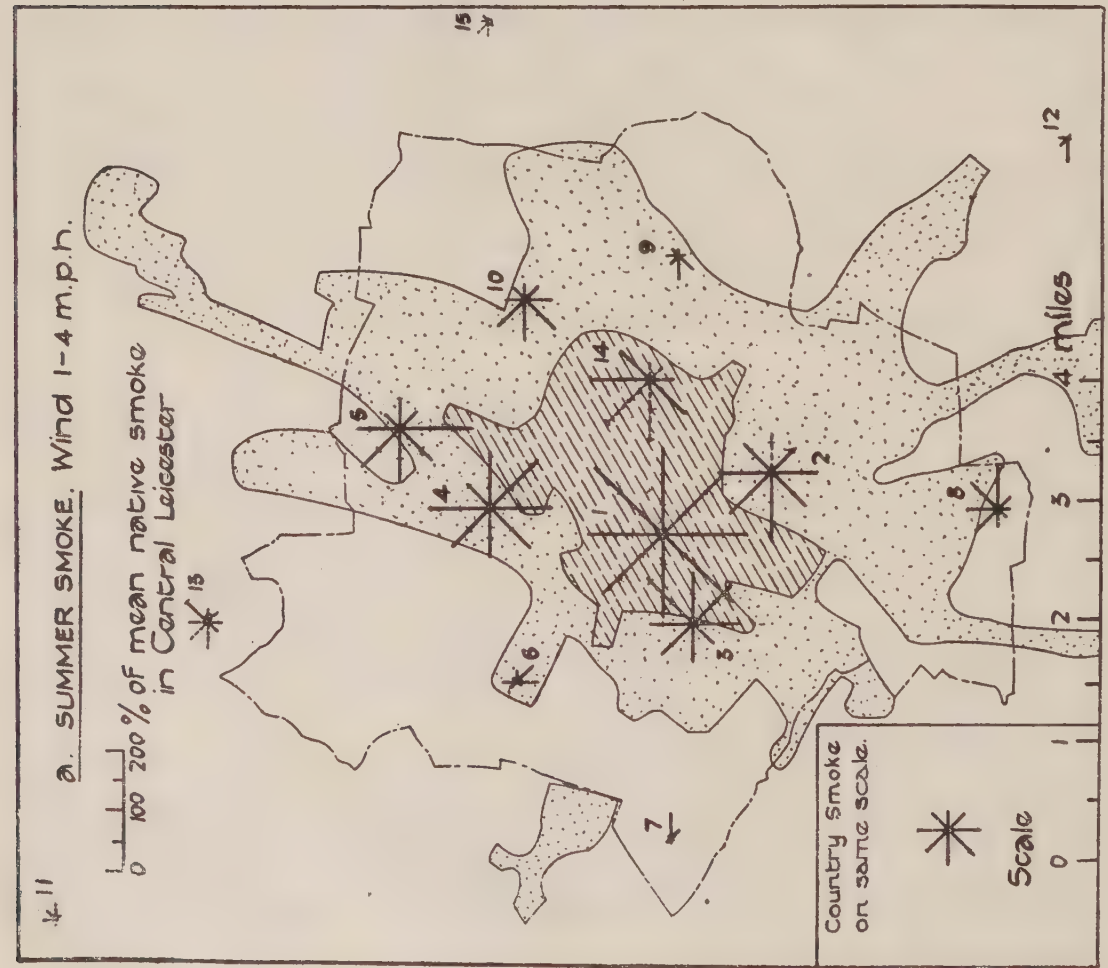 11
a. SUMMER SMOKE. Wind 1-4 m.p.h.
0 100 200% of mean native smoke
in Central Leicester
13
15
5
10
4
9
14
6
1
2
3
7
8
12
Country smoke
on same scale.
Scale
0 1 2 3 4 miles